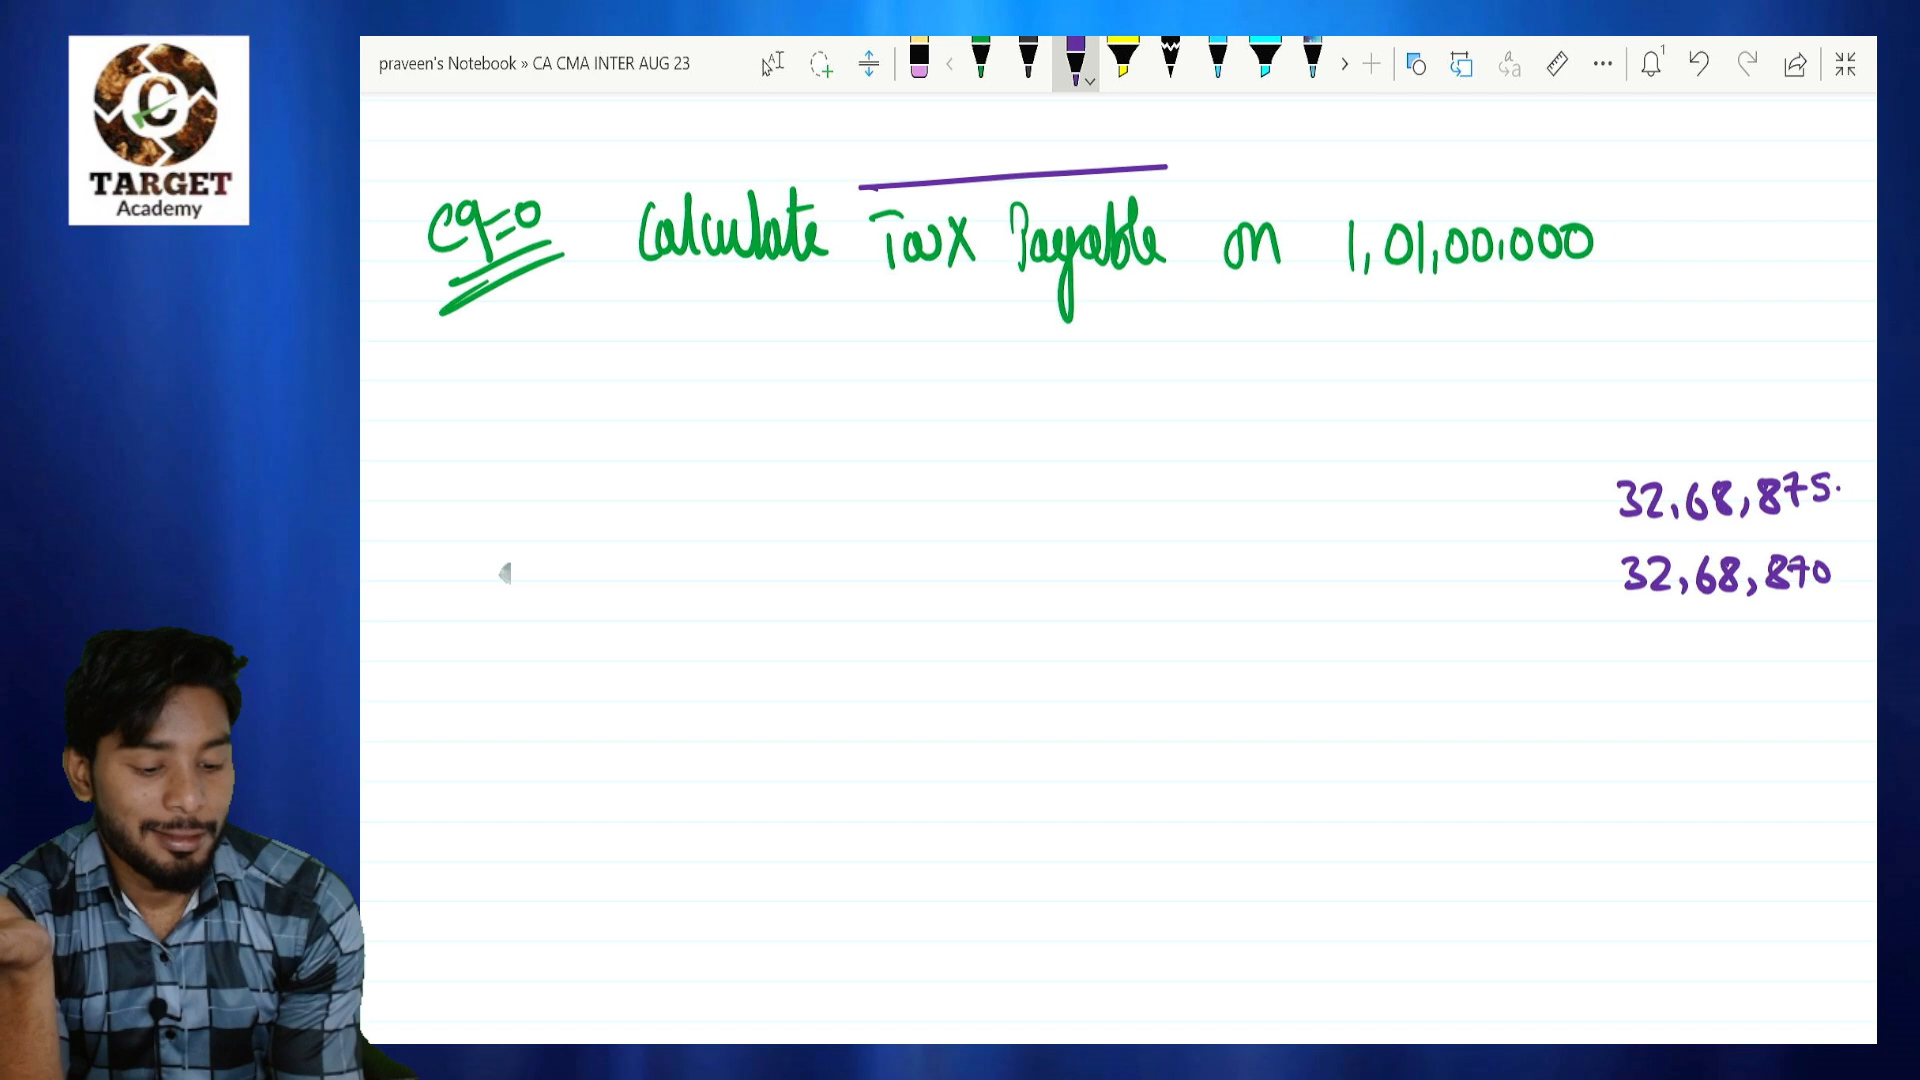 C
TARGET
Academy
praveen's Notebook » CA CMA INTER AUG 23
Calculate Tax Payable on 1,01,00,000
32,68,875.
32,68,870